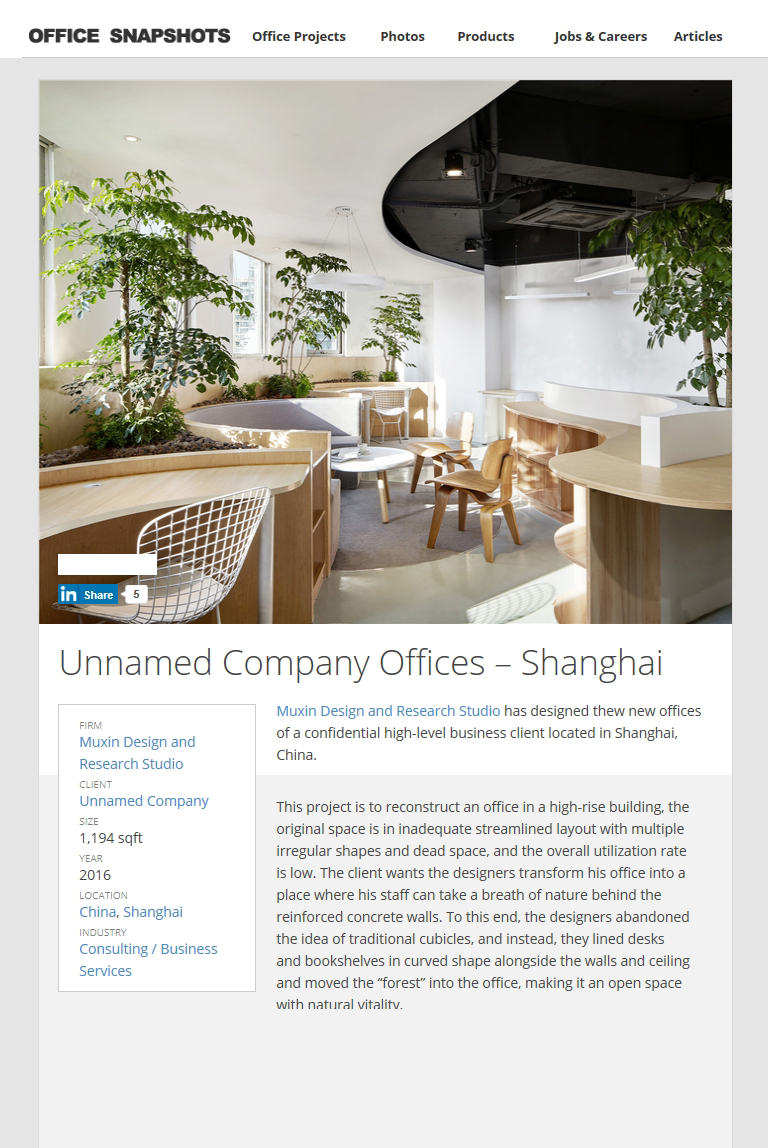 OFFICE SNAPSHOTS Office Projects Photos Products Jobs & Careers Articles
in Share 5
Unnamed Company Offices – Shanghai
FIRM
Muxin Design and
Research Studio
CLIENT
Unnamed Company
SIZE
1,194 sqft
YEAR
2016
LOCATION
China, Shanghai
INDUSTRY
Consulting / Business
Services
Muxin Design and Research Studio has designed thew new offices
of a confidential high-level business client located in Shanghai,
China.
This project is to reconstruct an office in a high-rise building, the
original space is in inadequate streamlined layout with multiple
irregular shapes and dead space, and the overall utilization rate
is low. The client wants the designers transform his office into a
place where his staff can take a breath of nature behind the
reinforced concrete walls. To this end, the designers abandoned
the idea of traditional cubicles, and instead, they lined desks
and bookshelves in curved shape alongside the walls and ceiling
and moved the “forest” into the office, making it an open space
with natural vitality.